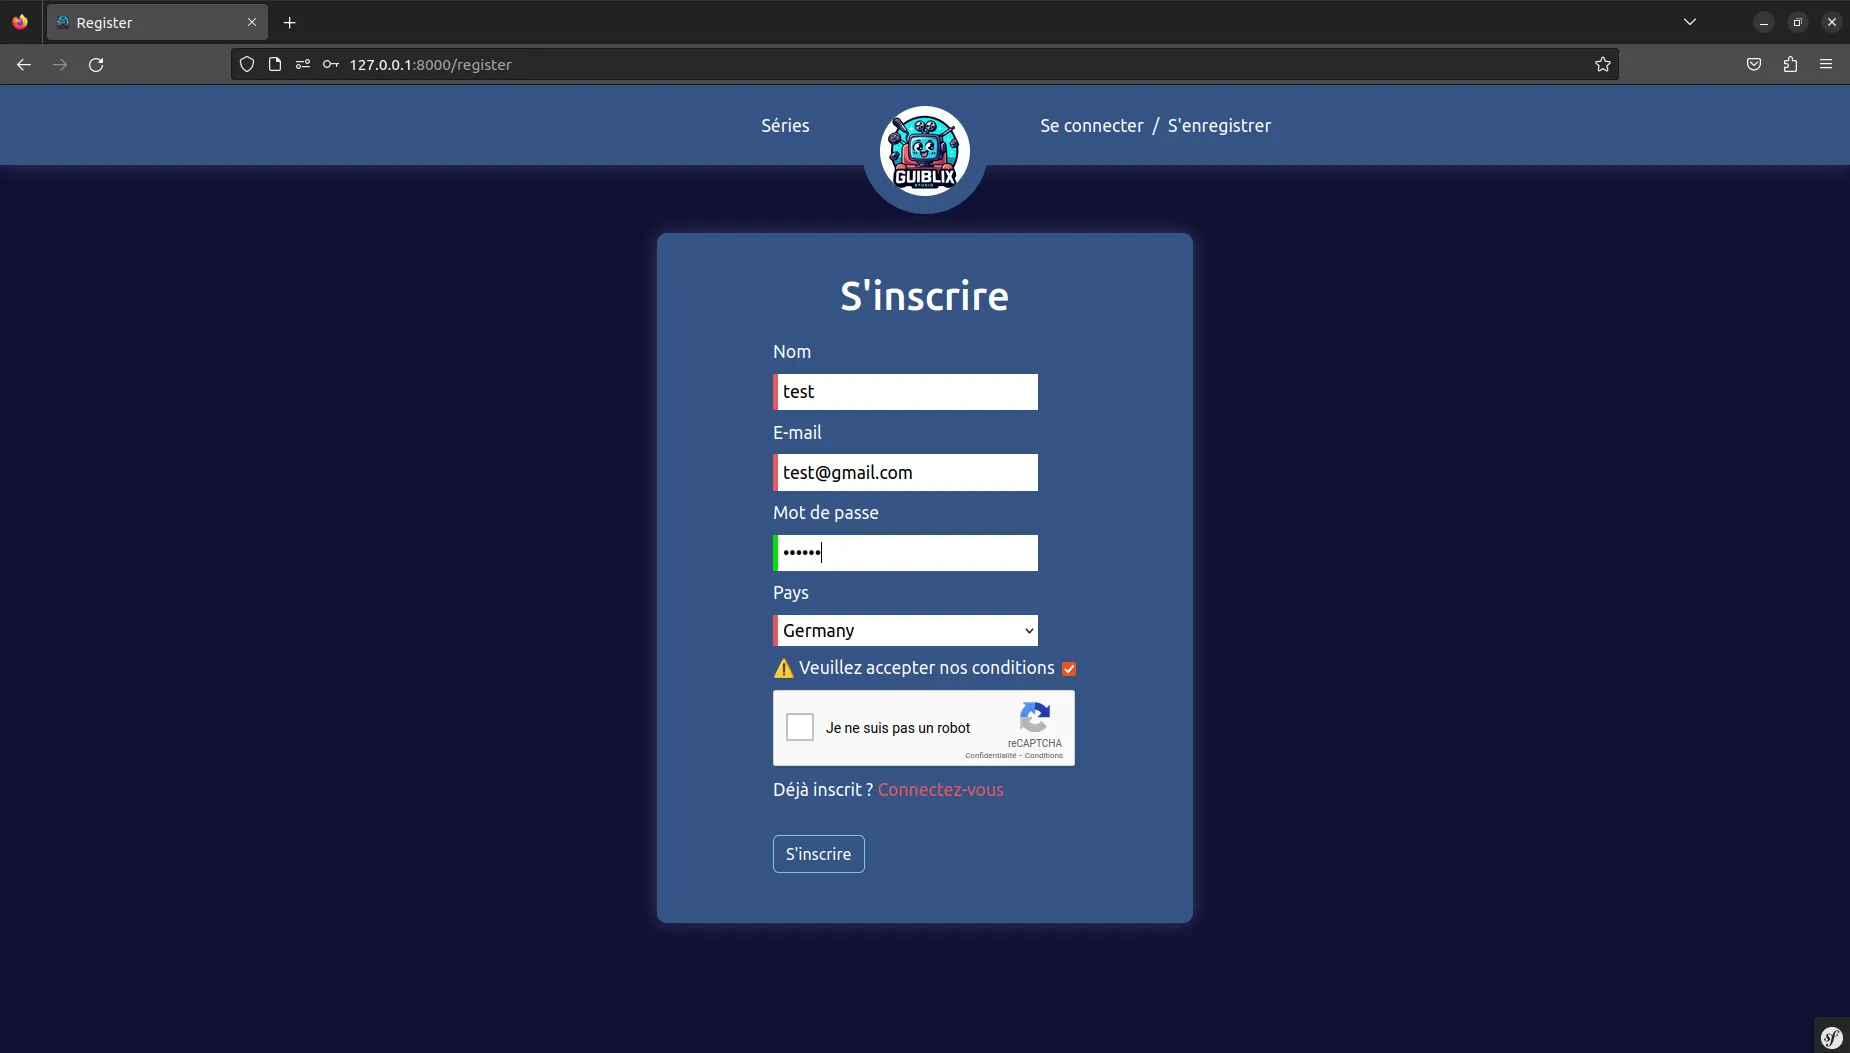 Register
127.0.0.1:8000/register
Séries
Se connecter / S'enregistrer
GUIBLIX
STUDIO
S'inscrire
Nom
test
E-mail
test@gmail.com
Mot de passe
••••••
Pays
Germany
⚠️ Veuillez accepter nos conditions
Je ne suis pas un robot
reCAPTCHA
Confidentialité - Conditions
Déjà inscrit ? Connectez-vous
S'inscrire
sf